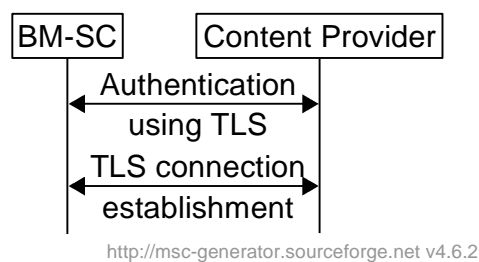 BM-SC
Content Provider
Authentication
using TLS
TLS connection
establishment
http://msc-generator.sourceforge.net v4.6.2